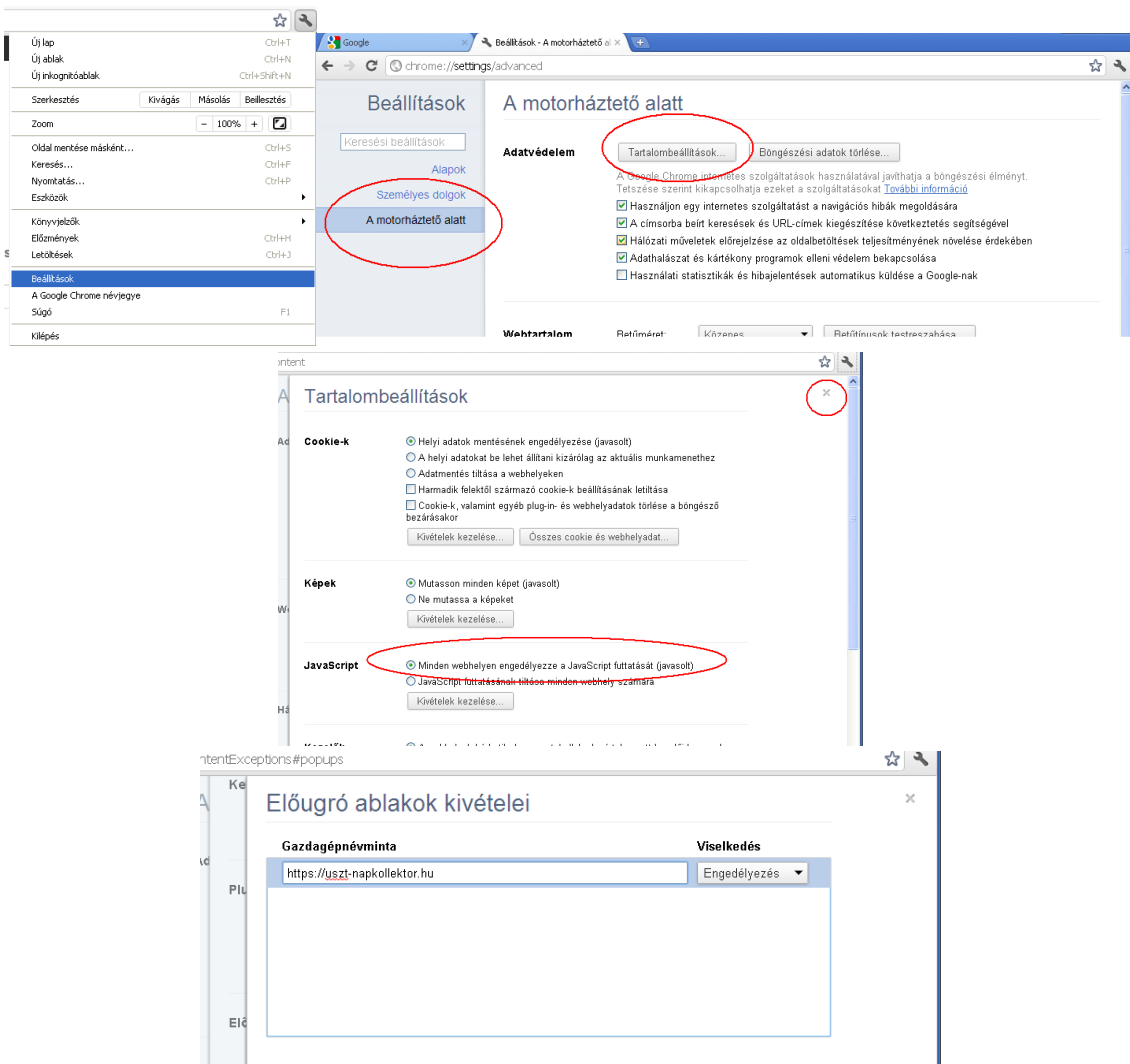 Új lap Ctrl+T
Új ablak Ctrl+N
Új inkognitóablak Ctrl+Shift+N
Szerkesztés Kivágás Másolás Beillesztés
Zoom − 100% +
Oldal mentése másként... Ctrl+S
Keresés... Ctrl+F
Nyomtatás... Ctrl+P
Eszközök
Könyvjelzők
Előzmények Ctrl+H
Letöltések Ctrl+J
Beállítások
A Google Chrome névjegye
Súgó F1
Kilépés
Google
Beállítások - A motorháztető al
chrome://settings/advanced
Beállítások
Keresési beállítások
Alapok
Személyes dolgok
A motorháztető alatt
A motorháztető alatt
Adatvédelem Tartalombeállítások... Böngészési adatok törlése...
A Google Chrome internetes szolgáltatások használatával javíthatja a böngészési élményt.
Tetszése szerint kikapcsolhatja ezeket a szolgáltatásokat További információ
Használjon egy internetes szolgáltatást a navigációs hibák megoldására
A címsorba beírt keresések és URL-címek kiegészítése következtetés segítségével
Hálózati műveletek előrejelzése az oldalbetöltések teljesítményének növelése érdekében
Adathalászat és kártékony programok elleni védelem bekapcsolása
Használati statisztikák és hibajelentések automatikus küldése a Google-nak
Webtartalom Betűméret: Közepes Betűtípusok testreszabása...
ontent
Tartalombeállítások
Cookie-k
Helyi adatok mentésének engedélyezése (javasolt)
A helyi adatokat be lehet állítani kizárólag az aktuális munkamenethez
Adatmentés tiltása a webhelyeken
Harmadik felektől származó cookie-k beállításának letiltása
Cookie-k, valamint egyéb plug-in- és webhelyadatok törlése a böngésző
bezárásakor
Kivételek kezelése... Összes cookie és webhelyadat...
Képek
Mutasson minden képet (javasolt)
Ne mutassa a képeket
Kivételek kezelése...
JavaScript
Minden webhelyen engedélyezze a JavaScript futtatását (javasolt)
JavaScript futtatásának tiltása minden webhely számára
Kivételek kezelése...
ntentExceptions#popups
Ke
Plu
Elő
Előugró ablakok kivételei
Gazdagépnévminta Viselkedés
https://uszt-napkollektor.hu Engedélyezés